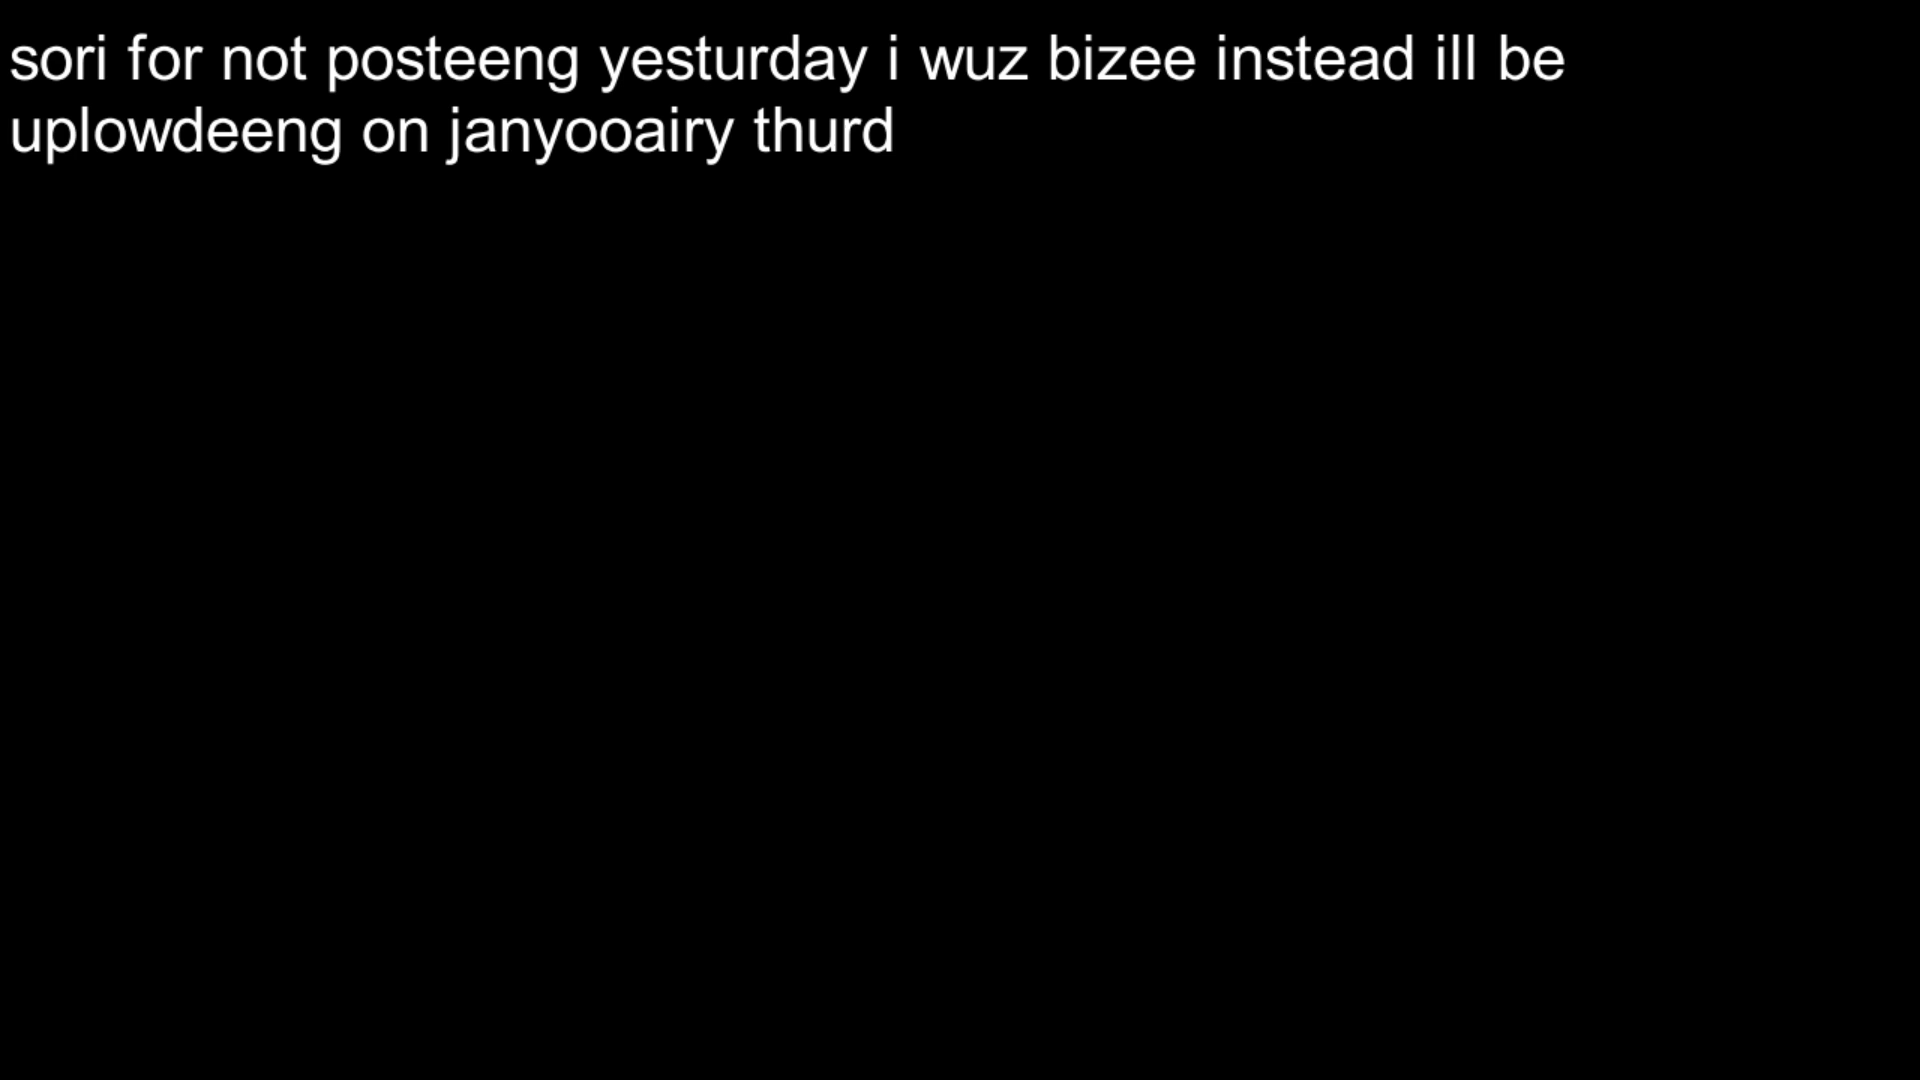 sori for not posteeng yesturday i wuz bizee instead ill be
uplowdeeng on janyooairy thurd